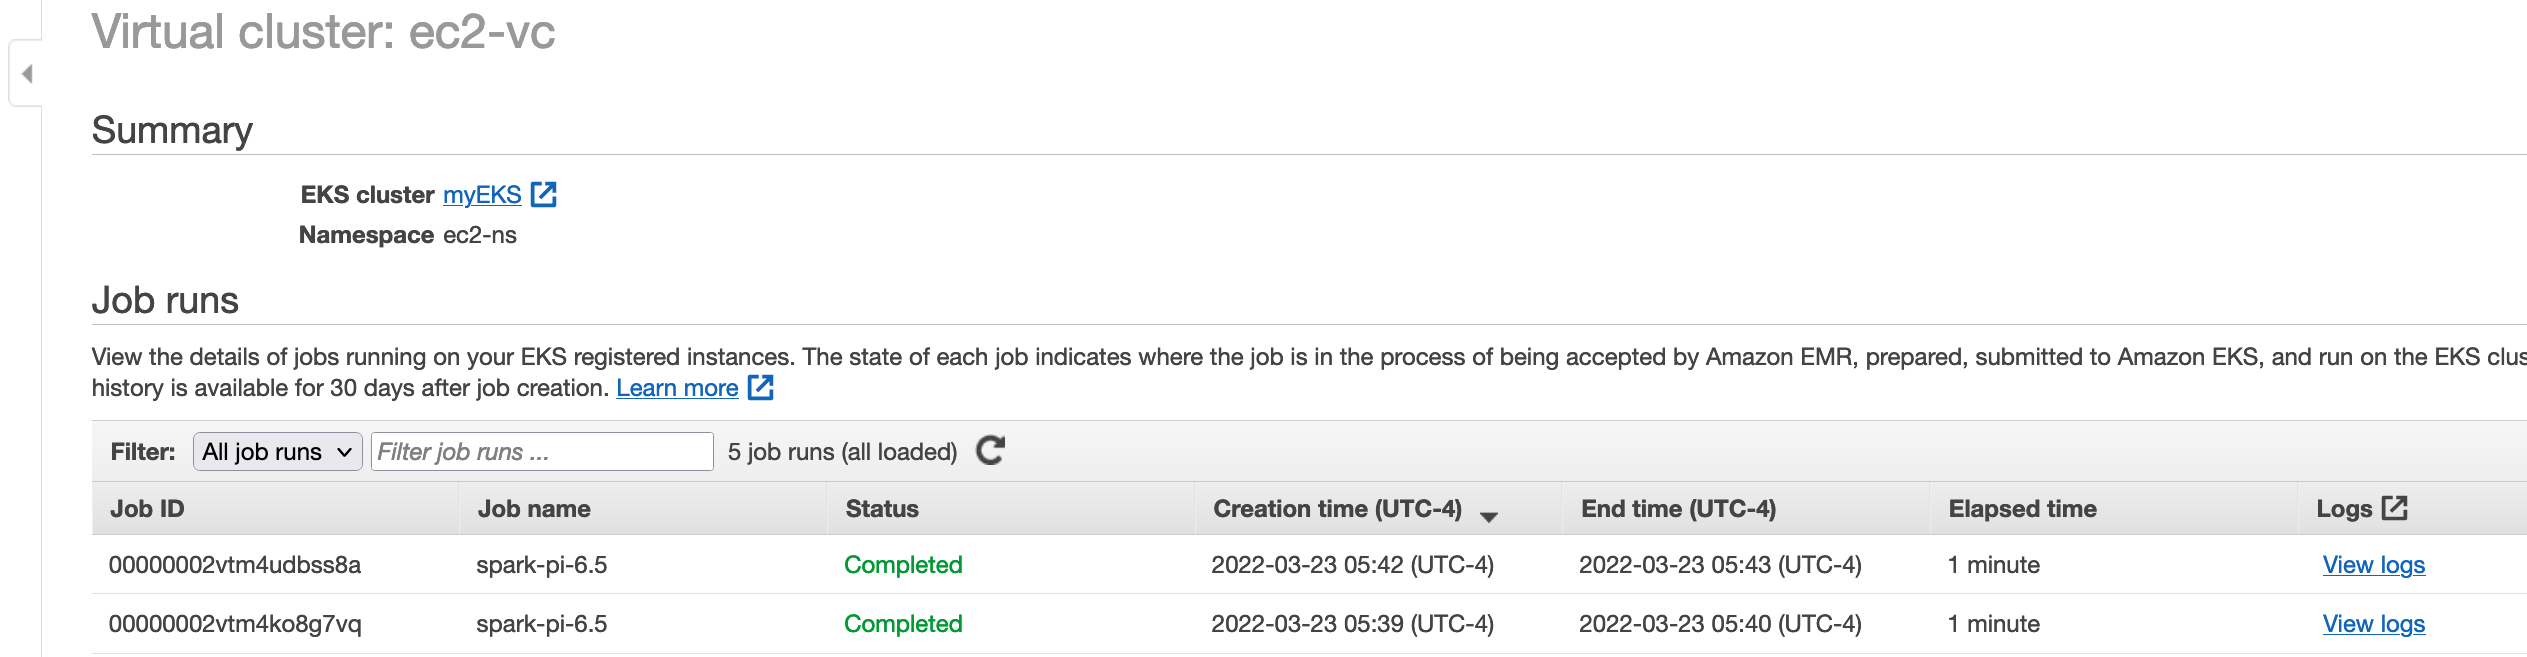 Virtual cluster: ec2-vc
Summary
EKS cluster myEKS
Namespace ec2-ns
Job runs
View the details of jobs running on your EKS registered instances. The state of each job indicates where the job is in the process of being accepted by Amazon EMR, prepared, submitted to Amazon EKS, and run on the EKS clus
history is available for 30 days after job creation. Learn more
Filter: All job runs Filter job runs ... 5 job runs (all loaded)
Job ID Job name Status Creation time (UTC-4) End time (UTC-4) Elapsed time Logs
00000002vtm4udbss8a spark-pi-6.5 Completed 2022-03-23 05:42 (UTC-4) 2022-03-23 05:43 (UTC-4) 1 minute View logs
00000002vtm4ko8g7vq spark-pi-6.5 Completed 2022-03-23 05:39 (UTC-4) 2022-03-23 05:40 (UTC-4) 1 minute View logs